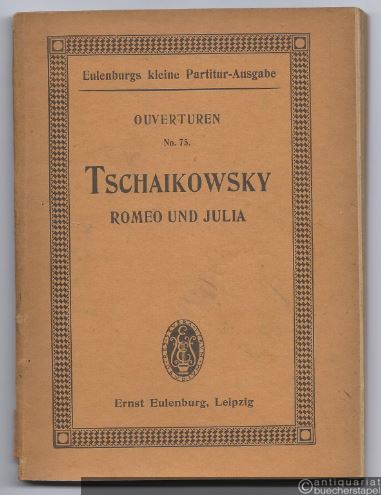 Eulenburgs kleine Partitur-Ausgabe
OUVERTUREN
No. 75.
TSCHAIKOWSKY
ROMEO UND JULIA
Ernst Eulenburg, Leipzig
antiquariat
buecherstapel